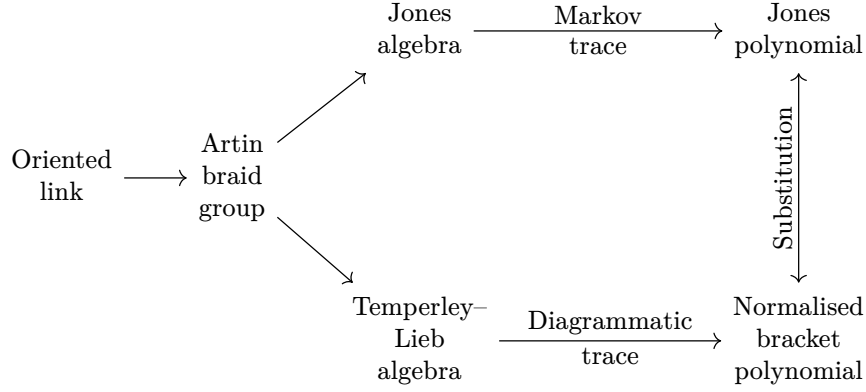 Jones
algebra
Markov
trace
Jones
polynomial
Oriented
link
Artin
braid
group
Substitution
Temperley–
Lieb
algebra
Diagrammatic
trace
Normalised
bracket
polynomial